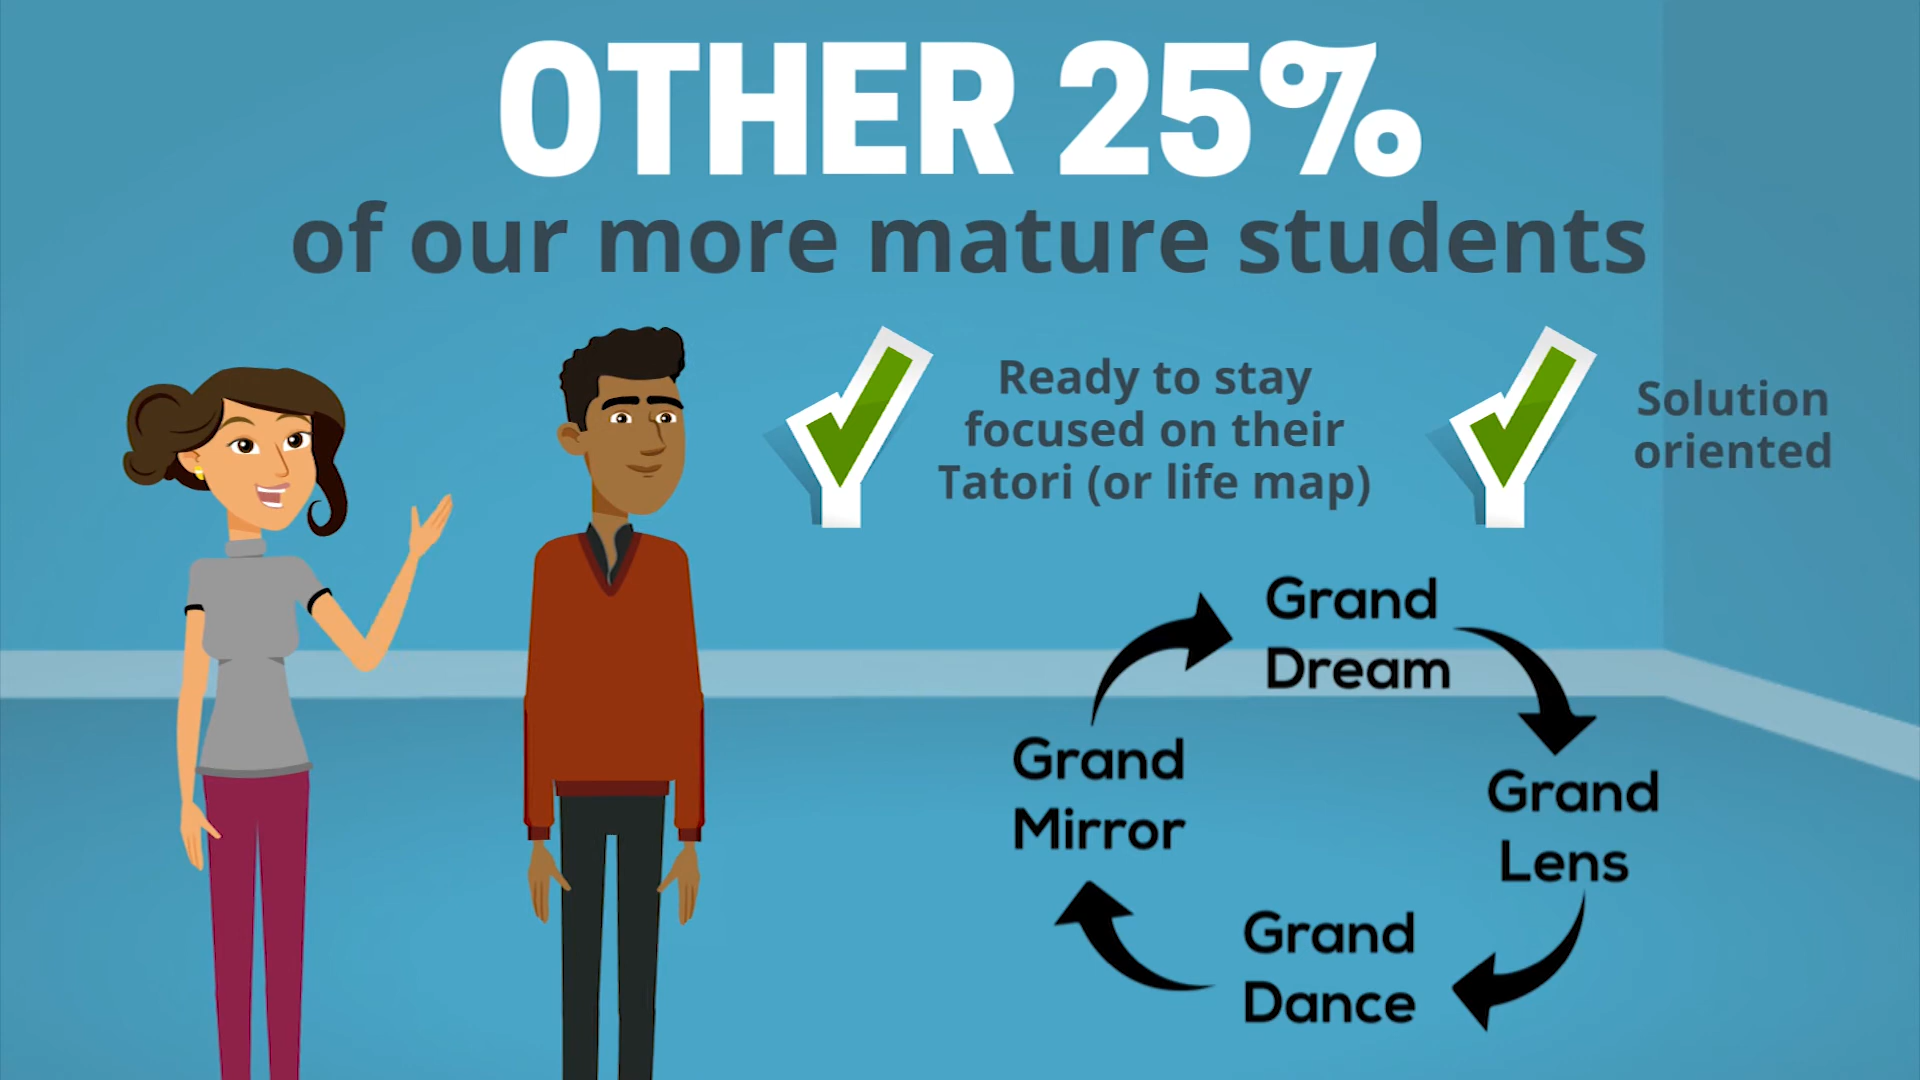 OTHER 25%
of our more mature students
Ready to stay
focused on their
Tatori (or life map)
Solution
oriented
Grand
Dream
Grand
Lens
Grand
Dance
Grand
Mirror